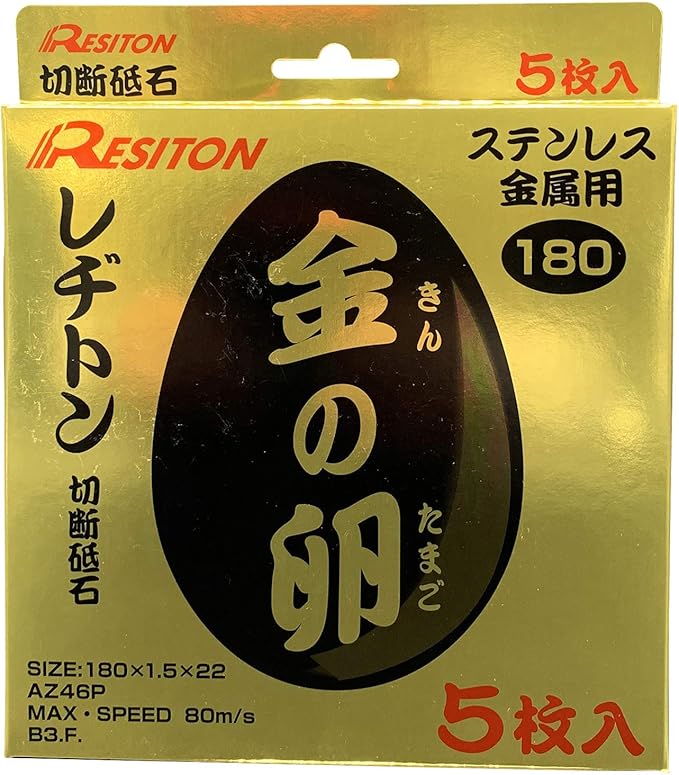 RESITON
切断砥石
5枚入
RESITON
ステンレス
金属用
180
レヂトン
切断砥石
金の卵
きん
たまご
SIZE:180×1.5×22
AZ46P
MAX・SPEED 80m/s
B3.F.
5枚入